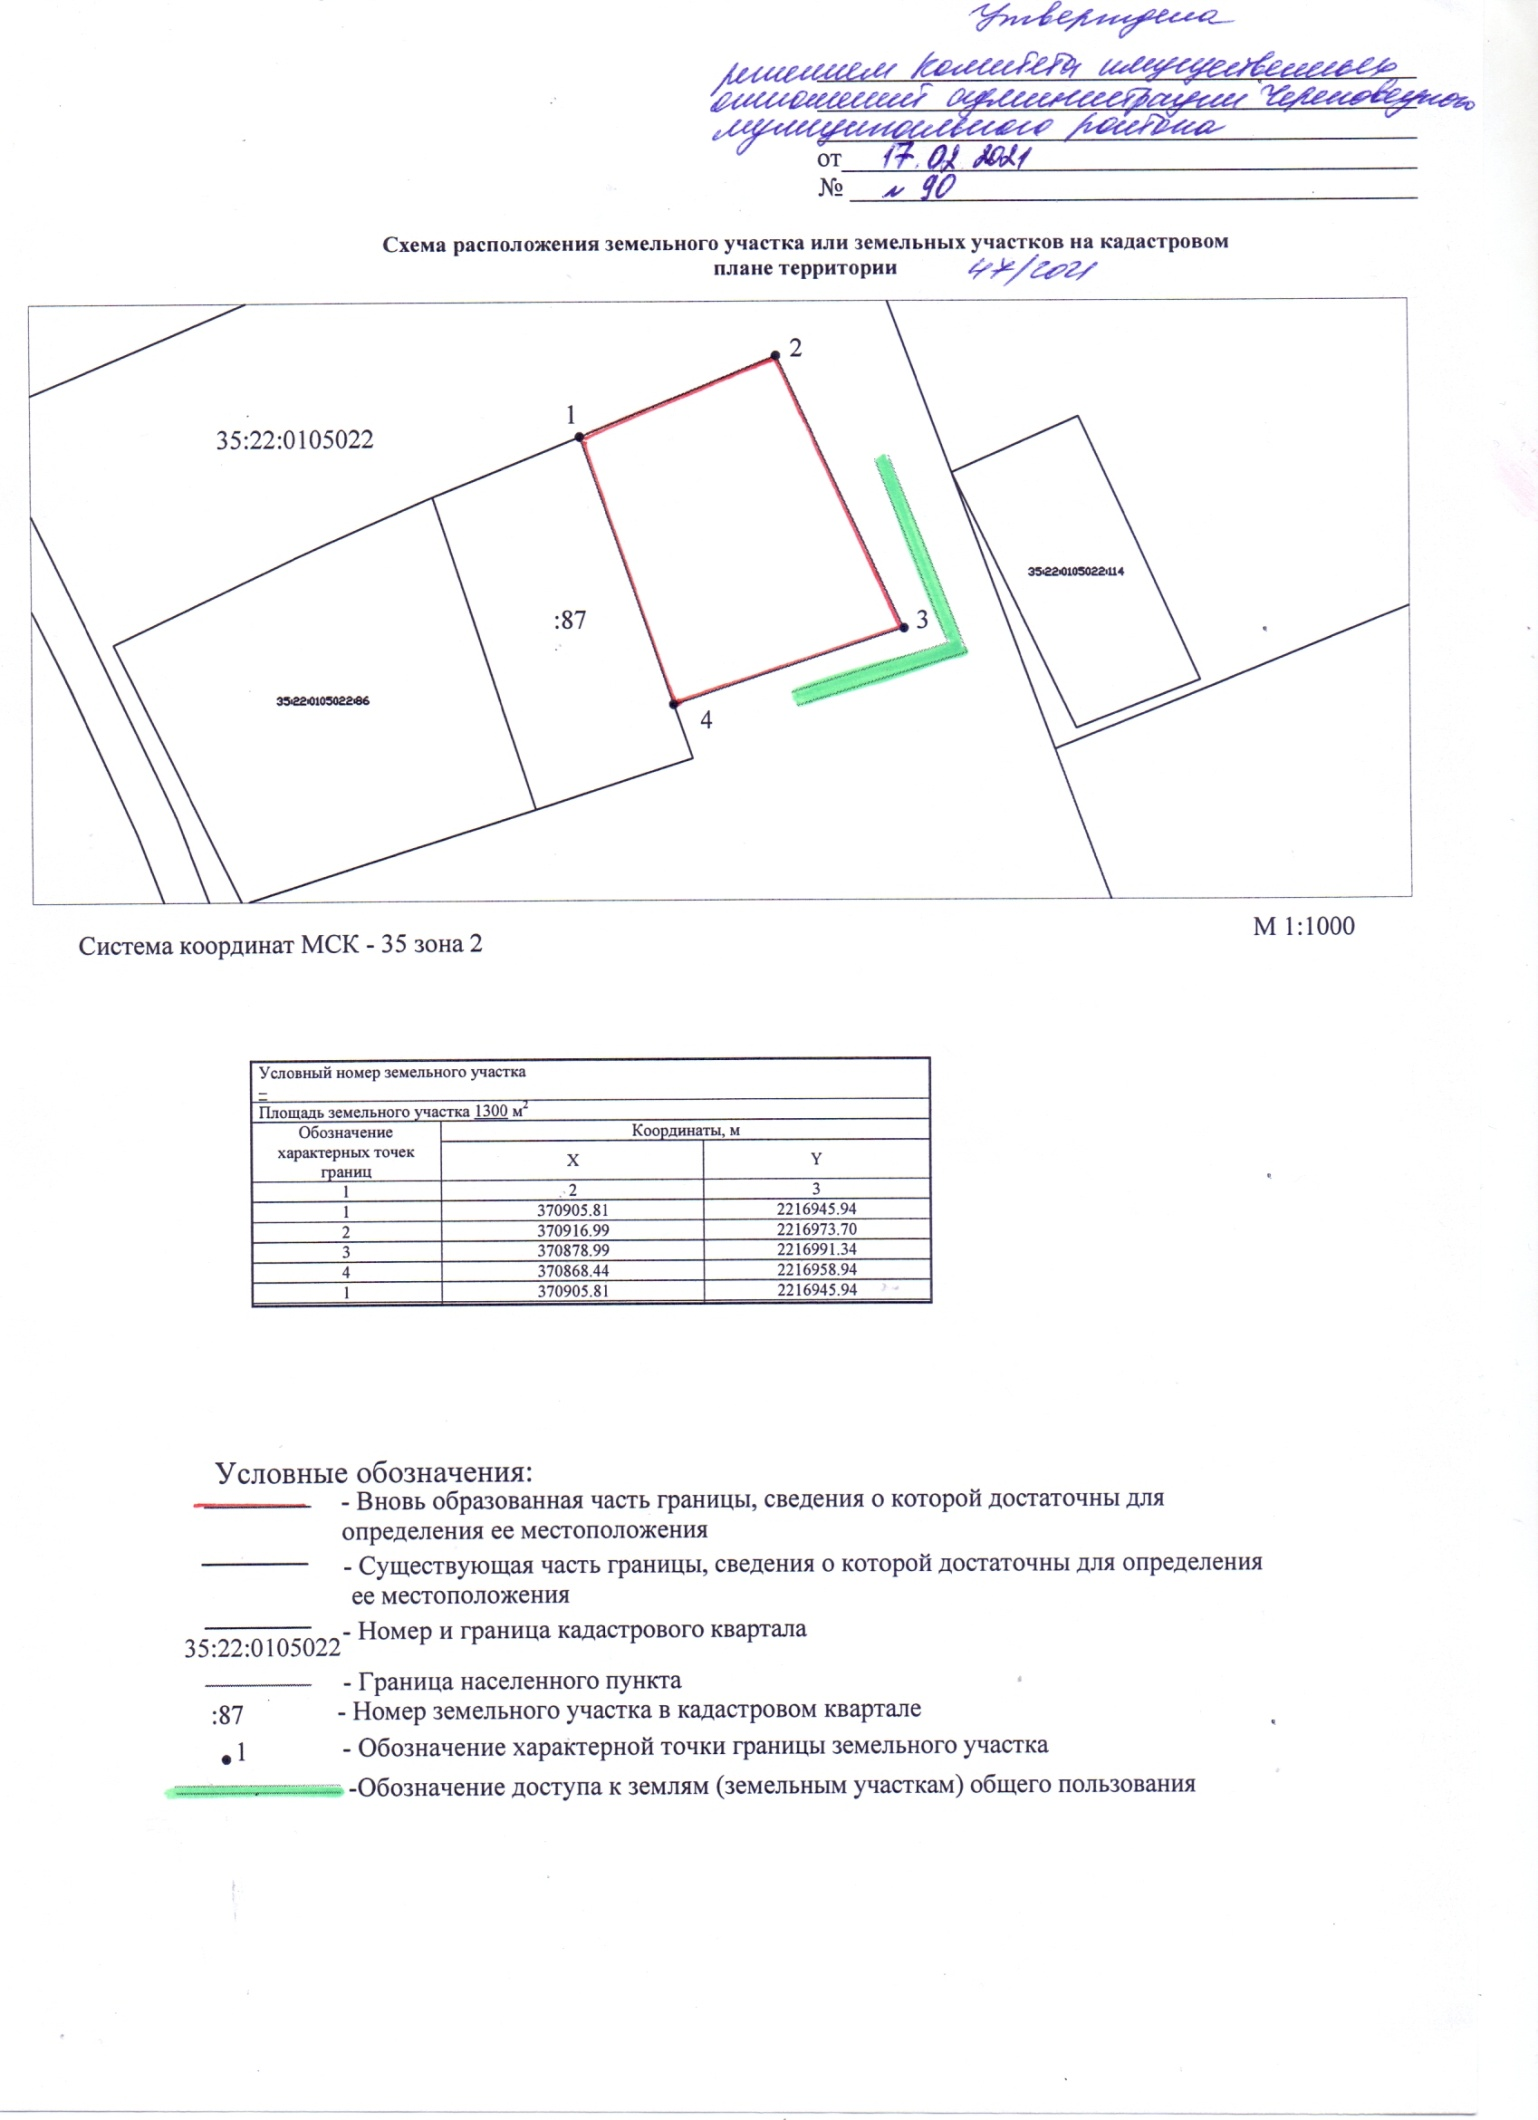 Утверждена
решением Комитета имущественных
отношений администрации Череповецкого
муниципального района
от 17.02.2021
№ 90
Схема расположения земельного участка или земельных участков на кадастровом
плане территории 47/2021
2
1
35:22:0105022
35:22:0105022:114
:87
3
35:22:0105022:86
4
М 1:1000
Система координат МСК - 35 зона 2
Условный номер земельного участка
–
Площадь земельного участка 1300 м²
Обозначение характерных точек границ Координаты, м
X Y
1 2 3
1 370905.81 2216945.94
2 370916.99 2216973.70
3 370878.99 2216991.34
4 370868.44 2216958.94
1 370905.81 2216945.94
Условные обозначения:
- Вновь образованная часть границы, сведения о которой достаточны для
определения ее местоположения
- Существующая часть границы, сведения о которой достаточны для определения
ее местоположения
35:22:0105022 - Номер и граница кадастрового квартала
- Граница населенного пункта
:87 - Номер земельного участка в кадастровом квартале
1 - Обозначение характерной точки границы земельного участка
-Обозначение доступа к землям (земельным участкам) общего пользования